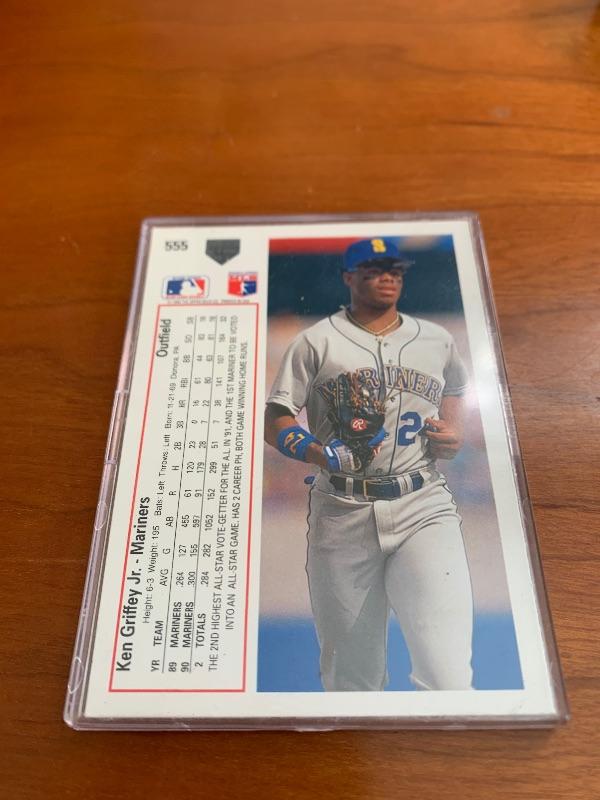 555
Ken Griffey Jr. - Mariners Outfield
Height: 6-3 Weight: 195 Bats: Left Throws: Left Born: 11-21-69 Donora, PA
YR TEAM AVG G AB R H 2B 3B HR RBI BB SO SB
89 MARINERS .264 127 455 61 120 23 0 16 61 44 83 16
90 MARINERS .300 155 597 91 179 28 7 22 80 63 81 16
2 TOTALS .284 282 1052 152 299 51 7 38 141 107 164 32
THE 2ND HIGHEST ALL-STAR VOTE-GETTER FOR THE A.L. IN '91, AND THE 1ST MARINER TO BE VOTED
INTO AN ALL-STAR GAME. HAS 2 CAREER PH, BOTH GAME WINNING HOME RUNS.
S
MARINERS
24
2
R